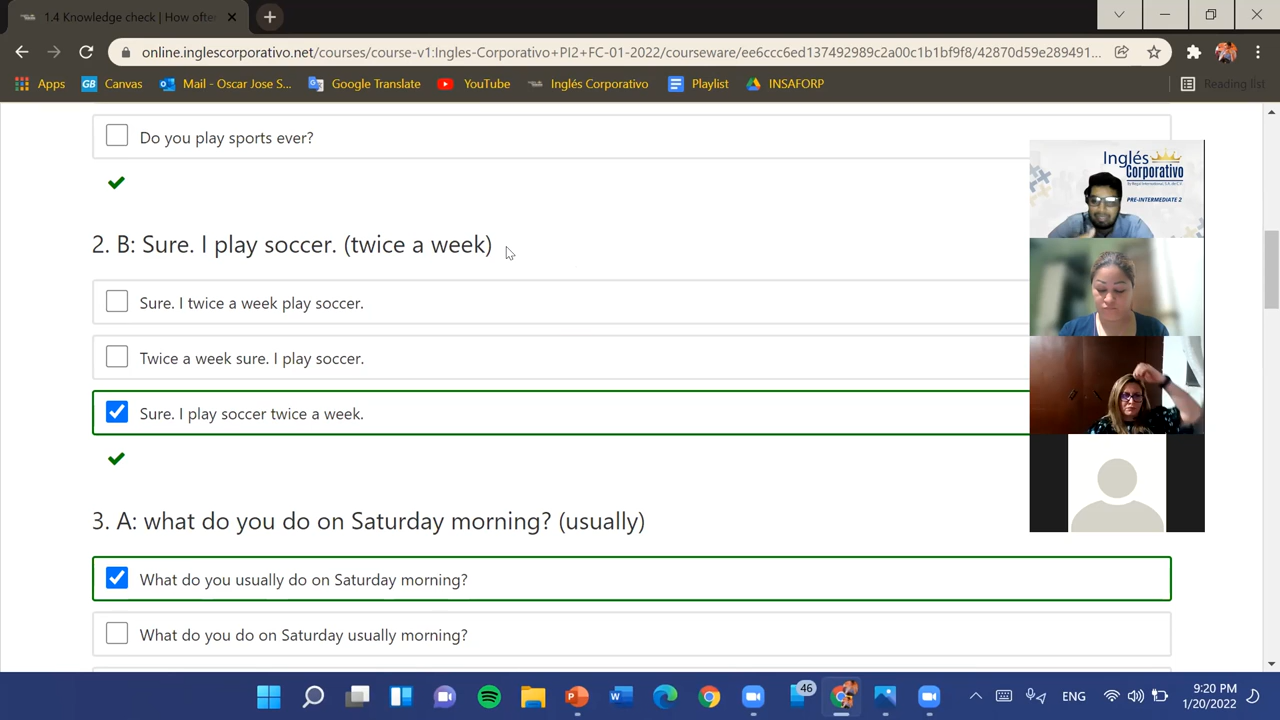 1.4 Knowledge check | How ofte
online.inglescorporativo.net/courses/course-v1:Ingles-Corporativo+PI2+FC-01-2022/courseware/ee6ccc6ed137492989c2a00c1b1bf9f8/42870d59e289491...
Apps Canvas Mail - Oscar Jose S... Google Translate YouTube Inglés Corporativo Playlist INSAFORP Reading list
Do you play sports ever?
2. B: Sure. I play soccer. (twice a week)
Sure. I twice a week play soccer.
Twice a week sure. I play soccer.
Sure. I play soccer twice a week.
3. A: what do you do on Saturday morning? (usually)
What do you usually do on Saturday morning?
What do you do on Saturday usually morning?
Inglés
Corporativo
By Regal International, S.A. de C.V.
PRE-INTERMEDIATE 2
46
ENG
9:20 PM
1/20/2022